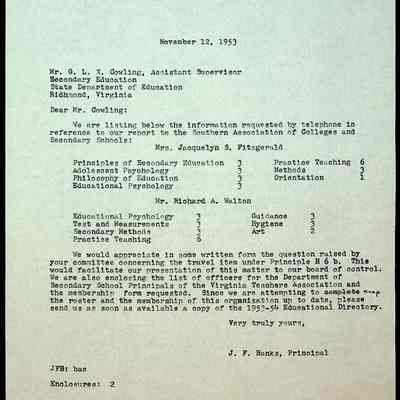 November 12, 1953
Mr. G. L. X. Cowling, Assistant Supervisor
Secondary Education
State Department of Education
Richmond, Virginia
Dear Mr. Cowling:
We are listing below the information requested by telephone in
reference to our report to the Southern Association of Colleges and
Secondary Schools:
Mrs. Jacquelyn S. Fitzgerald
Principles of Secondary Education 3 Practice Teaching 6
Adolescent Psychology 3 Methods 3
Philosophy of Education 3 Orientation 1
Educational Psychology 3
Mr. Richard A. Walton
Educational Psychology 3 Guidance 3
Test and Measurements 3 Hygiene 3
Secondary Methods 3 Art 2
Practice Teaching 6
We would appreciate in some written form the question raised by
your committee concerning the travel item under Principle H 6 b. This
would facilitate our presentation of this matter to our board of control.
We are also enclosing the list of officers for the Department of
Secondary School Principals of the Virginia Teachers Association and
the membership form requested. Since we are attempting to complete
the roster and the membership of this organization up to date, please
send us as soon as available a copy of the 1953-54 Educational Directory.
Very truly yours,
J. F. Banks, Principal
JFB: has
Enclosures: 2